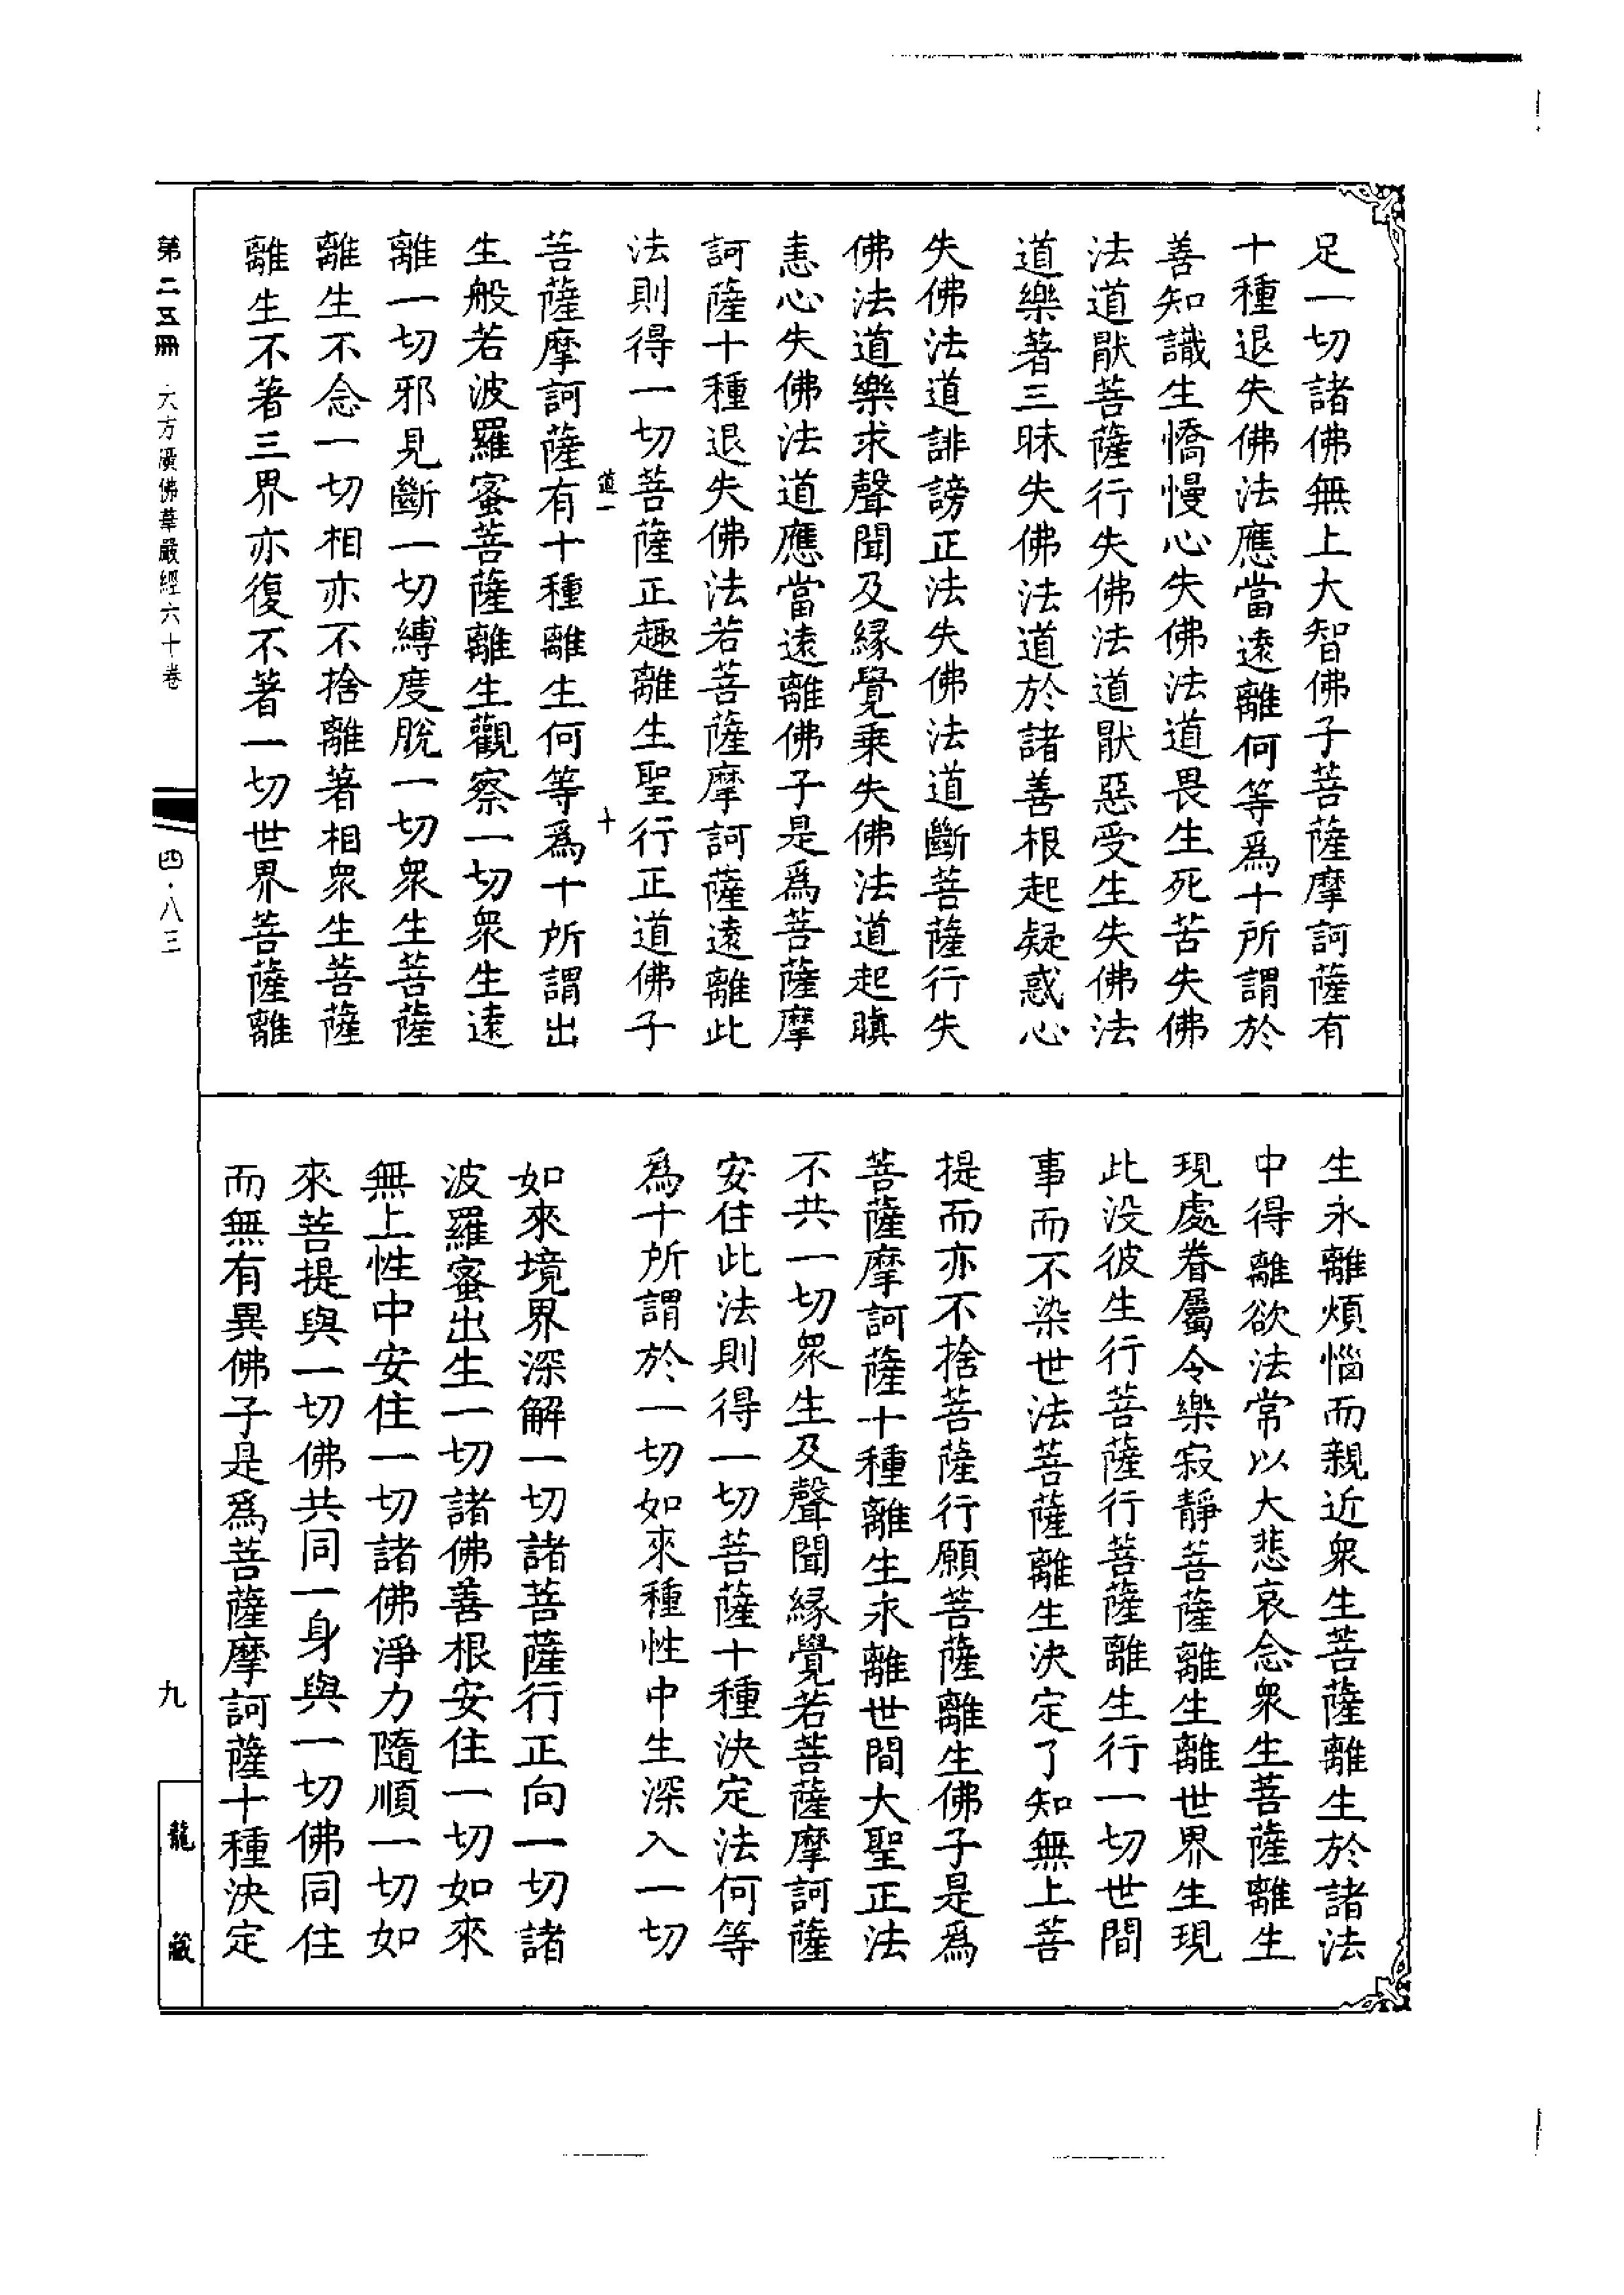 足一切諸佛無上大智佛子菩薩摩訶薩有
十種退失佛法應當遠離何等爲十所謂於
善知識生憍慢心失佛法道畏生死苦失佛
法道猒菩薩行失佛法道猒惡受生失佛法
道樂著三昧失佛法道於諸善根起疑惑心
失佛法道誹謗正法失佛法道斷菩薩行失
佛法道樂求聲聞及緣覺乗失佛法道起瞋
恚心失佛法道應當遠離佛子是爲菩薩摩
訶薩十種退失佛法若菩薩摩訶薩遠離此
法則得一切菩薩正趣離生聖行正道佛子
道一 十
菩薩摩訶薩有十種離生何等爲十所謂出
生般若波羅蜜菩薩離生觀察一切衆生遠
離一切邪見斷一切縛度脫一切衆生菩薩
離生不念一切相亦不捨離著相衆生菩薩
離生不著三界亦復不著一切世界菩薩離
生永離煩惱而親近衆生菩薩離生於諸法
中得離欲法常以大悲哀念衆生菩薩離生
現處眷屬令樂寂靜菩薩離生離世界生現
此没彼生行菩薩行菩薩離生行一切世間
事而不染世法菩薩離生決定了知無上菩
提而亦不捨菩薩行願菩薩離生佛子是爲
菩薩摩訶薩十種離生永離世間大聖正法
不共一切衆生及聲聞緣覺若菩薩摩訶薩
安住此法則得一切菩薩十種決定法何等
爲十所謂於一切如來種性中生深入一切
如來境界深解一切諸菩薩行正向一切諸
波羅蜜出生一切諸佛善根安住一切如來
無上性中安住一切諸佛淨力隨順一切如
來菩提與一切佛共同一身與一切佛同住
而無有異佛子是爲菩薩摩訶薩十種決定
第二五冊 大方廣佛華嚴經六十卷 四·八三
九
龍藏